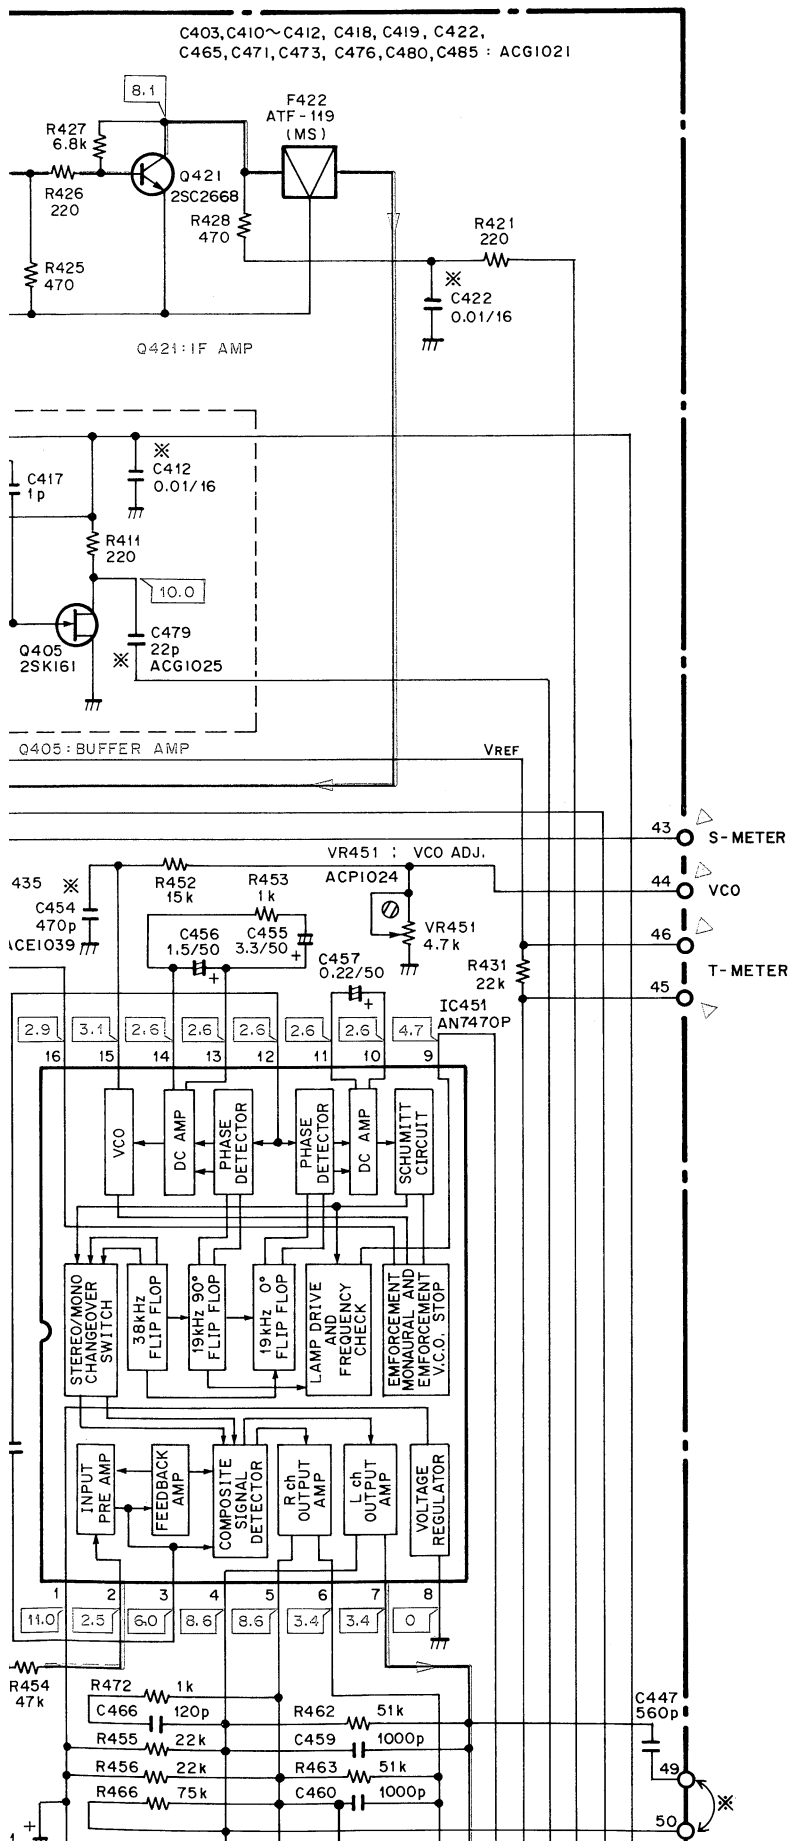 C403,C410～C412, C418, C419, C422,
C465,C471,C473, C476,C480,C485 : ACG1021
8.1
F422
ATF-119
(MS)
R427
6.8k
Q421
2SC2668
R426
220
R428
470
R421
220
R425
470
※
C422
0.01/16
Q421:IF AMP
※
C412
0.01/16
C417
1p
R411
220
10.0
Q405
2SK161
C479
22p
※ ACG1025
Q405:BUFFER AMP
VREF
43
S-METER
VR451 : VCO ADJ.
ACP1024
44
VCO
435 ※
C454
470p
ACE1039
R452
15k
R453
1k
C456
1.5/50
+
C455
3.3/50
+
VR451
4.7k
46
T-METER
45
C457
0.22/50
+
R431
22k
IC451
AN7470P
2.9
3.1
2.6
2.6
2.6
2.6
2.6
4.7
16
15
14
13
12
11
10
9
VCO
DC AMP
PHASE
DETECTOR
PHASE
DETECTOR
DC AMP
SCHUMITT
CIRCUIT
STEREO/MONO
CHANGEOVER
SWITCH
38kHz
FLIP FLOP
19kHz 90°
FLIP FLOP
19kHz 0°
FLIP FLOP
LAMP DRIVE
AND
FREQUENCY
CHECK
EMFORCEMENT
MONAURAL AND
EMFORCEMENT
V.C.O. STOP
INPUT
PRE AMP
FEEDBACK
AMP
COMPOSITE
SIGNAL
DETECTOR
R ch
OUTPUT
AMP
L ch
OUTPUT
AMP
VOLTAGE
REGULATOR
1
2
3
4
5
6
7
8
11.0
2.5
6.0
8.6
8.6
3.4
3.4
0
R454
47k
R472
1k
C466
120p
R462
51k
C447
560p
R455
22k
C459
1000p
R456
22k
R463
51k
49
R466
75k
C460
1000p
※
50
+